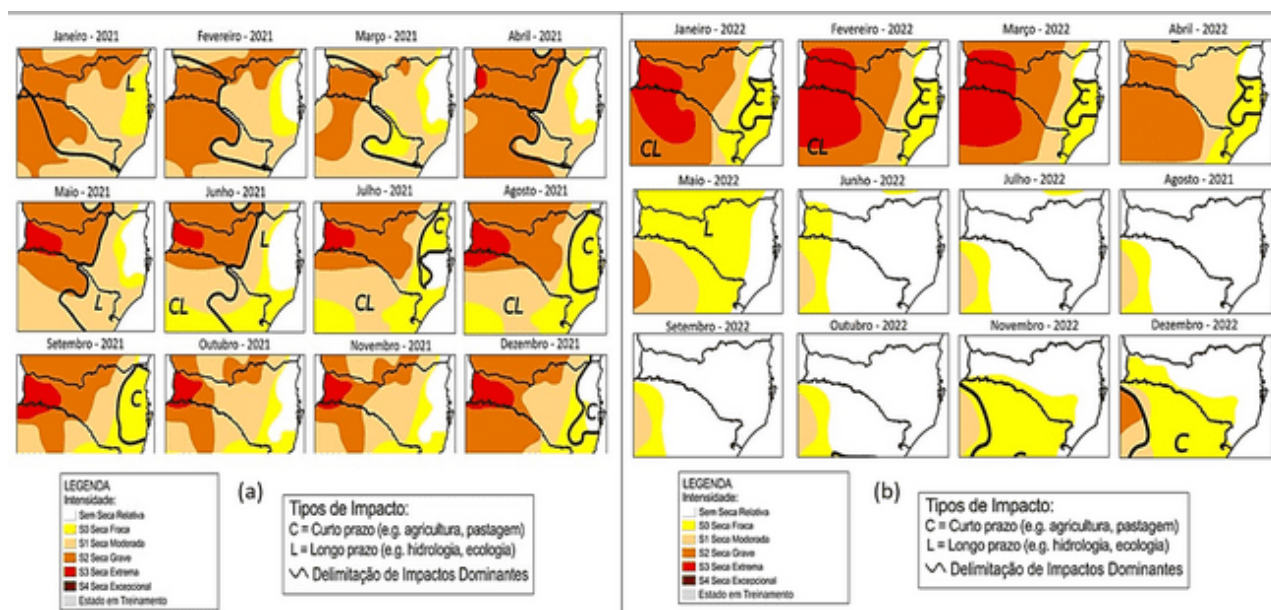 Janeiro - 2021
Fevereiro - 2021
Março - 2021
Abril - 2021
L
Maio - 2021
Junho - 2021
Julho - 2021
Agosto - 2021
L
C
C
L
CL
CL
CL
Setembro - 2021
Outubro - 2021
Novembro - 2021
Dezembro - 2021
C
C
LEGENDA
Intensidade:
Sem Seca Relativa
S0 Seca Fraca
S1 Seca Moderada
S2 Seca Grave
S3 Seca Extrema
S4 Seca Excepcional
Estado em Treinamento
(a)
Tipos de Impacto:
C = Curto prazo (e.g. agricultura, pastagem)
L = Longo prazo (e.g. hidrologia, ecologia)
Delimitação de Impactos Dominantes
Janeiro - 2022
Fevereiro - 2022
Março - 2022
Abril - 2022
CL
CL
Maio - 2022
Junho - 2022
Julho - 2022
Agosto - 2021
L
Setembro - 2022
Outubro - 2022
Novembro - 2022
Dezembro - 2022
C
C
LEGENDA
Intensidade:
Sem Seca Relativa
S0 Seca Fraca
S1 Seca Moderada
S2 Seca Grave
S3 Seca Extrema
S4 Seca Excepcional
Estado em Treinamento
(b)
Tipos de Impacto:
C = Curto prazo (e.g. agricultura, pastagem)
L = Longo prazo (e.g. hidrologia, ecologia)
Delimitação de Impactos Dominantes